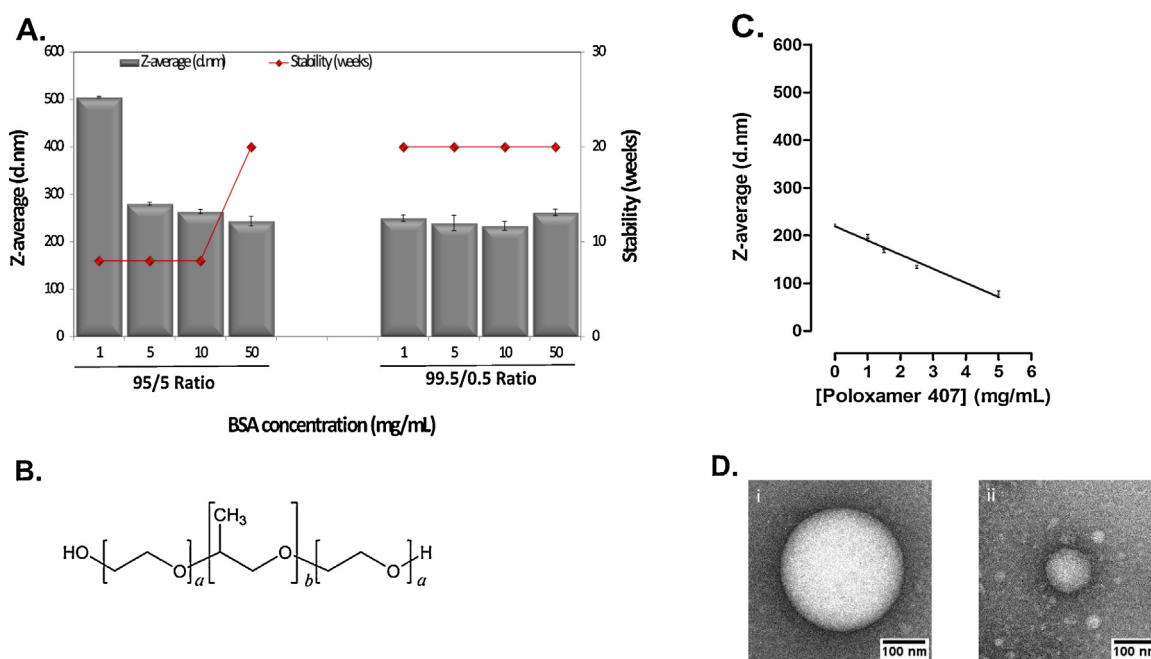 A.
600
500
400
300
200
100
0
Z-average (d.nm)
Z-average (d.nm)
Stability (weeks)
30
20
10
0
Stability (weeks)
1 5 10 50 1 5 10 50
95/5 Ratio 99.5/0.5 Ratio
BSA concentration (mg/mL)
B.
HO
O
a
CH3
O
b
O
H
a
C.
600
500
400
300
200
100
0
Z-average (d.nm)
0 1 2 3 4 5 6
[Poloxamer 407] (mg/mL)
D.
i
100 nm
ii
100 nm